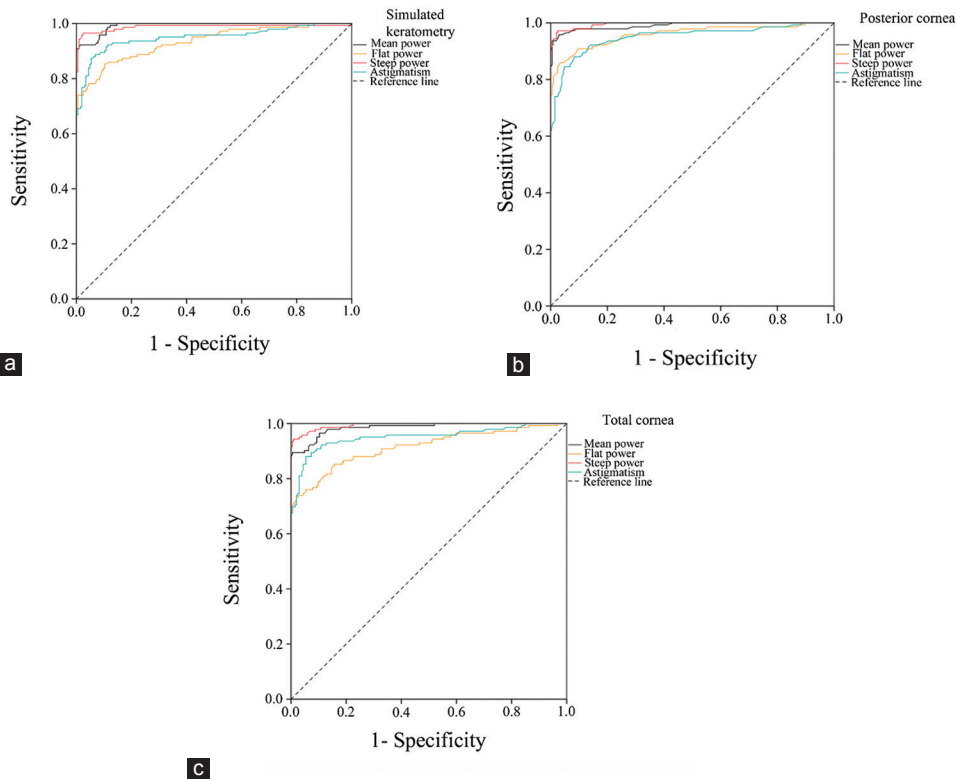 Simulated
keratometry
Mean power
Flat power
Steep power
Astigmatism
Reference line
1.0
0.8
0.6
0.4
0.2
0.0
Sensitivity
0.0 0.2 0.4 0.6 0.8 1.0
1 - Specificity
a
Posterior cornea
Mean power
Flat power
Steep power
Astigmatism
Reference line
1.0
0.8
0.6
0.4
0.2
0.0
Sensitivity
0.0 0.2 0.4 0.6 0.8 1.0
1 - Specificity
b
Total cornea
Mean power
Flat power
Steep power
Astigmatism
Reference line
1.0
0.8
0.6
0.4
0.2
0.0
Sensitivity
0.0 0.2 0.4 0.6 0.8 1.0
1- Specificity
c